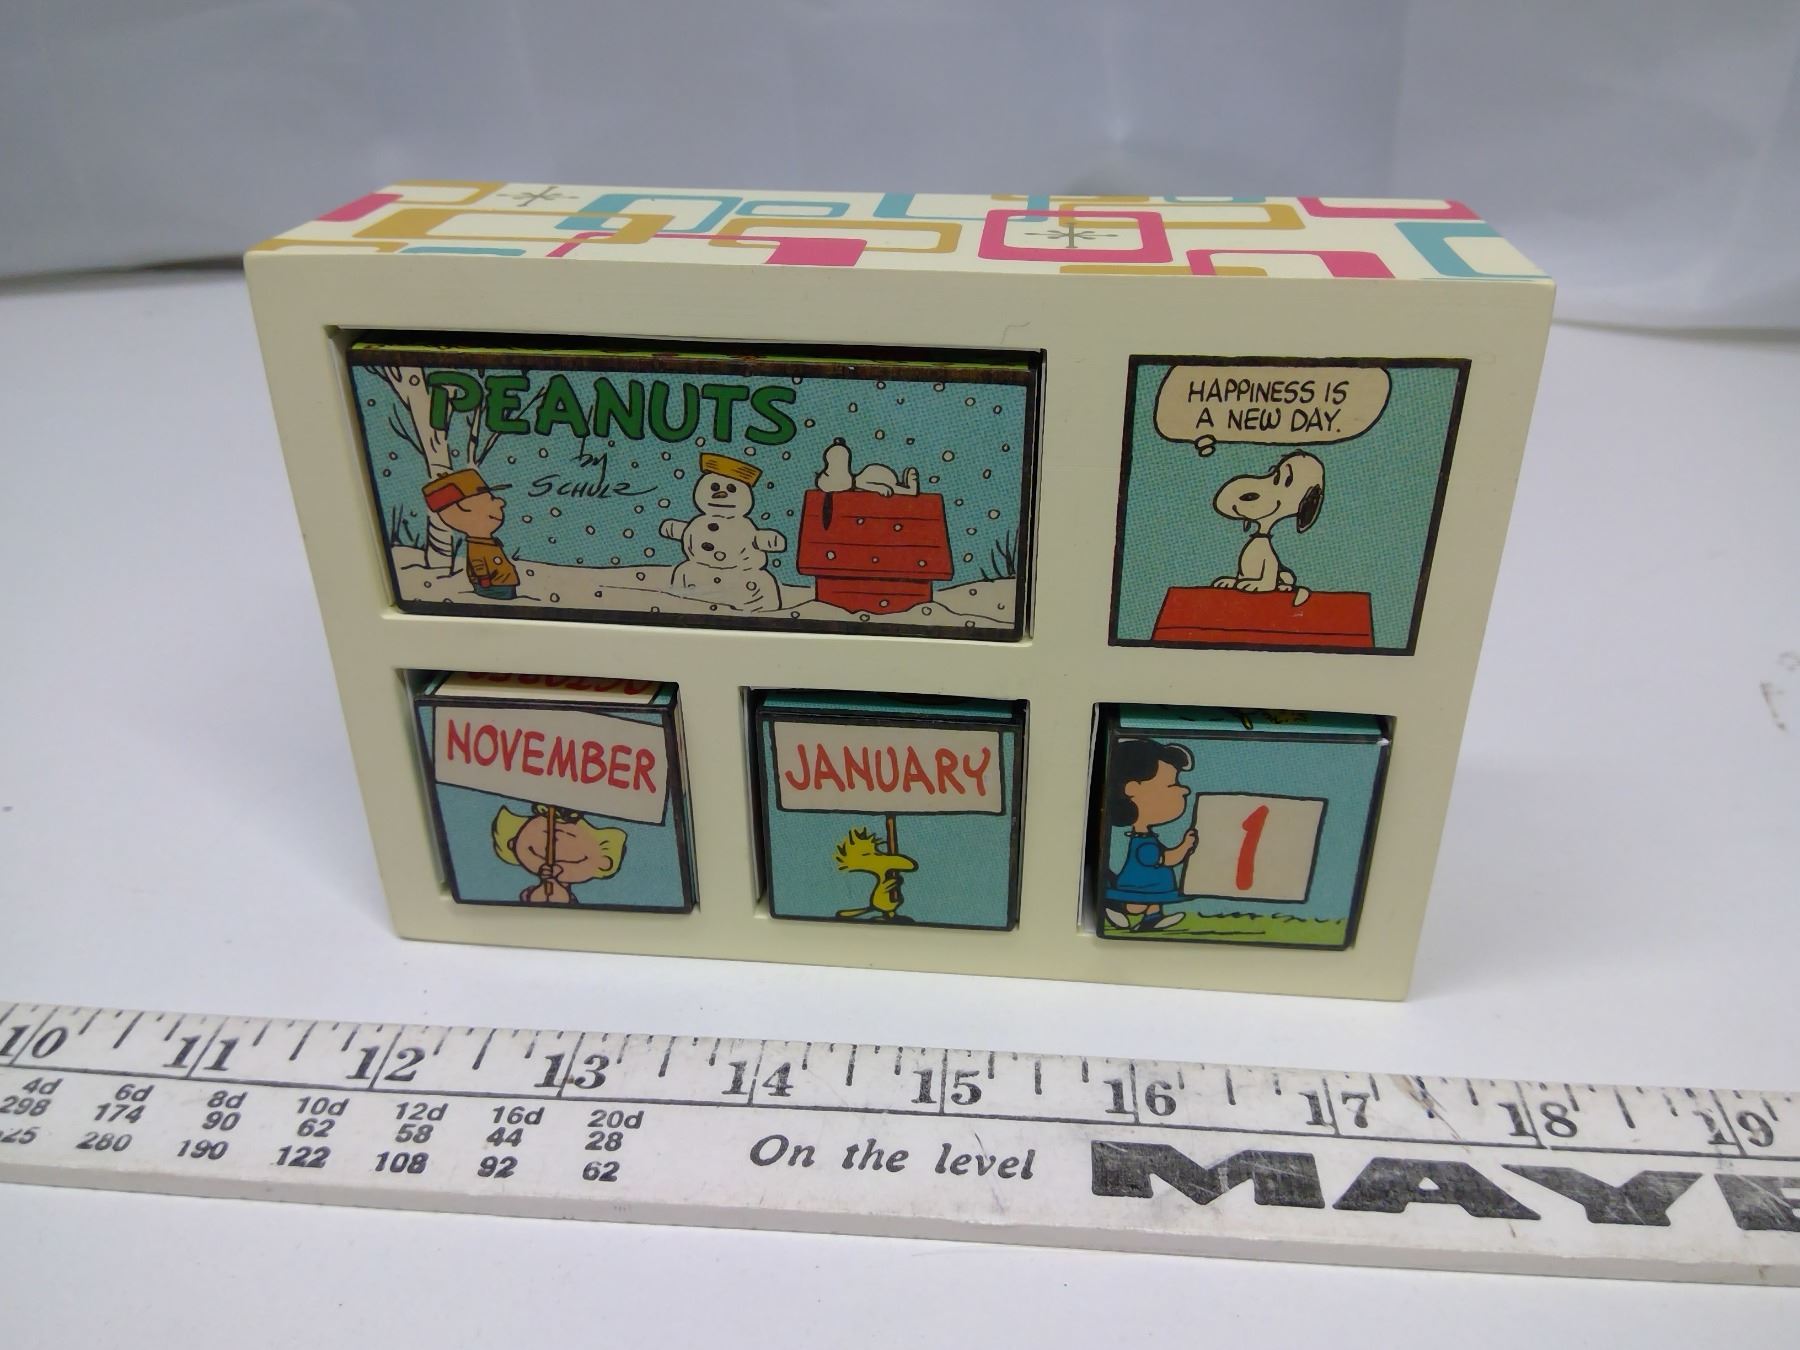 PEANUTS
by
SCHULZ
HAPPINESS IS
A NEW DAY.
NOVEMBER
JANUARY
1
10 11 12 13 14 15 16 17 18 19
4d 6d 8d 10d 12d 16d 20d
298 174 90 62 58 44 28
280 190 122 108 92 62
On the level
MAYE